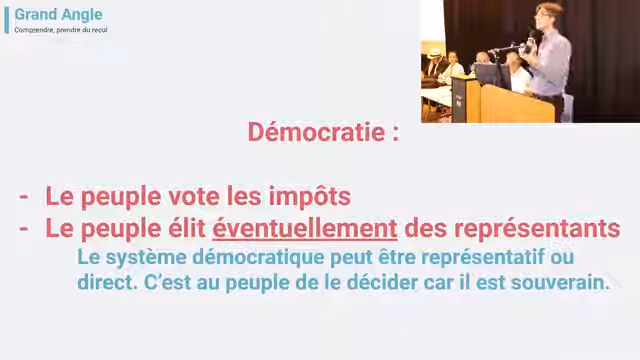 Grand Angle
Comprendre, prendre du recul
Démocratie :
- Le peuple vote les impôts
- Le peuple élit éventuellement des représentants
Le système démocratique peut être représentatif ou
direct. C'est au peuple de le décider car il est souverain.